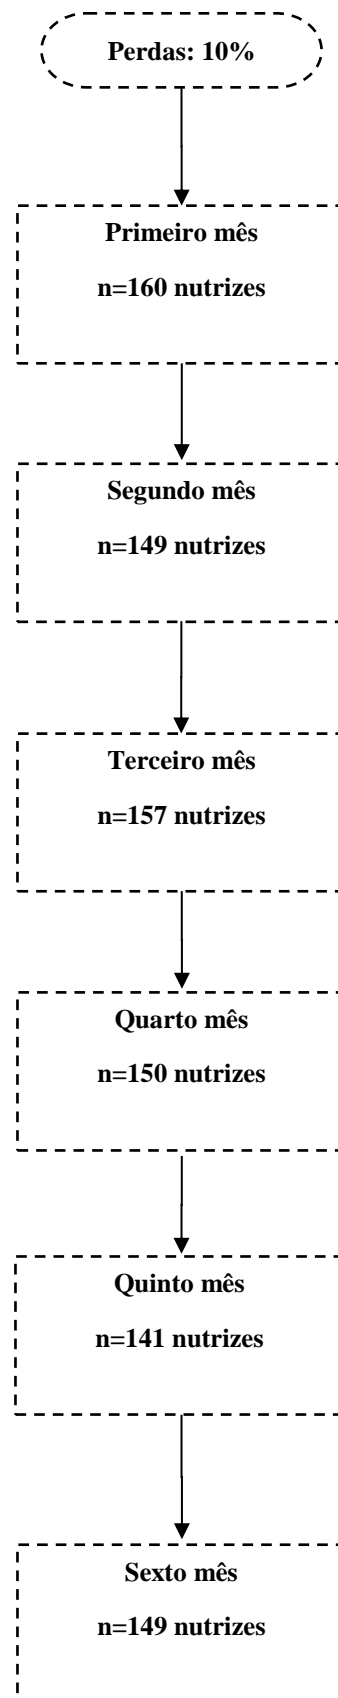 Perdas: 10%
Primeiro mês
n=160 nutrizes
Segundo mês
n=149 nutrizes
Terceiro mês
n=157 nutrizes
Quarto mês
n=150 nutrizes
Quinto mês
n=141 nutrizes
Sexto mês
n=149 nutrizes